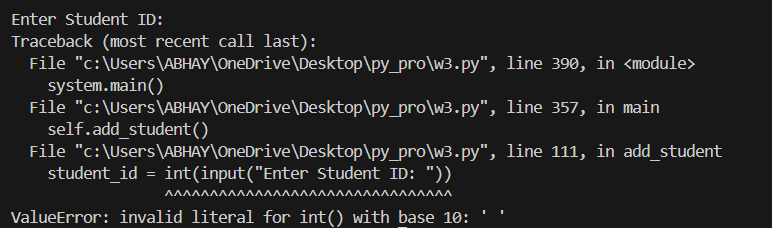 Enter Student ID:
Traceback (most recent call last):
  File "c:\Users\ABHAY\OneDrive\Desktop\py_pro\w3.py", line 390, in <module>
    system.main()
  File "c:\Users\ABHAY\OneDrive\Desktop\py_pro\w3.py", line 357, in main
    self.add_student()
  File "c:\Users\ABHAY\OneDrive\Desktop\py_pro\w3.py", line 111, in add_student
    student_id = int(input("Enter Student ID: "))
                 ^^^^^^^^^^^^^^^^^^^^^^^^^^^^^^^^
ValueError: invalid literal for int() with base 10: ' '